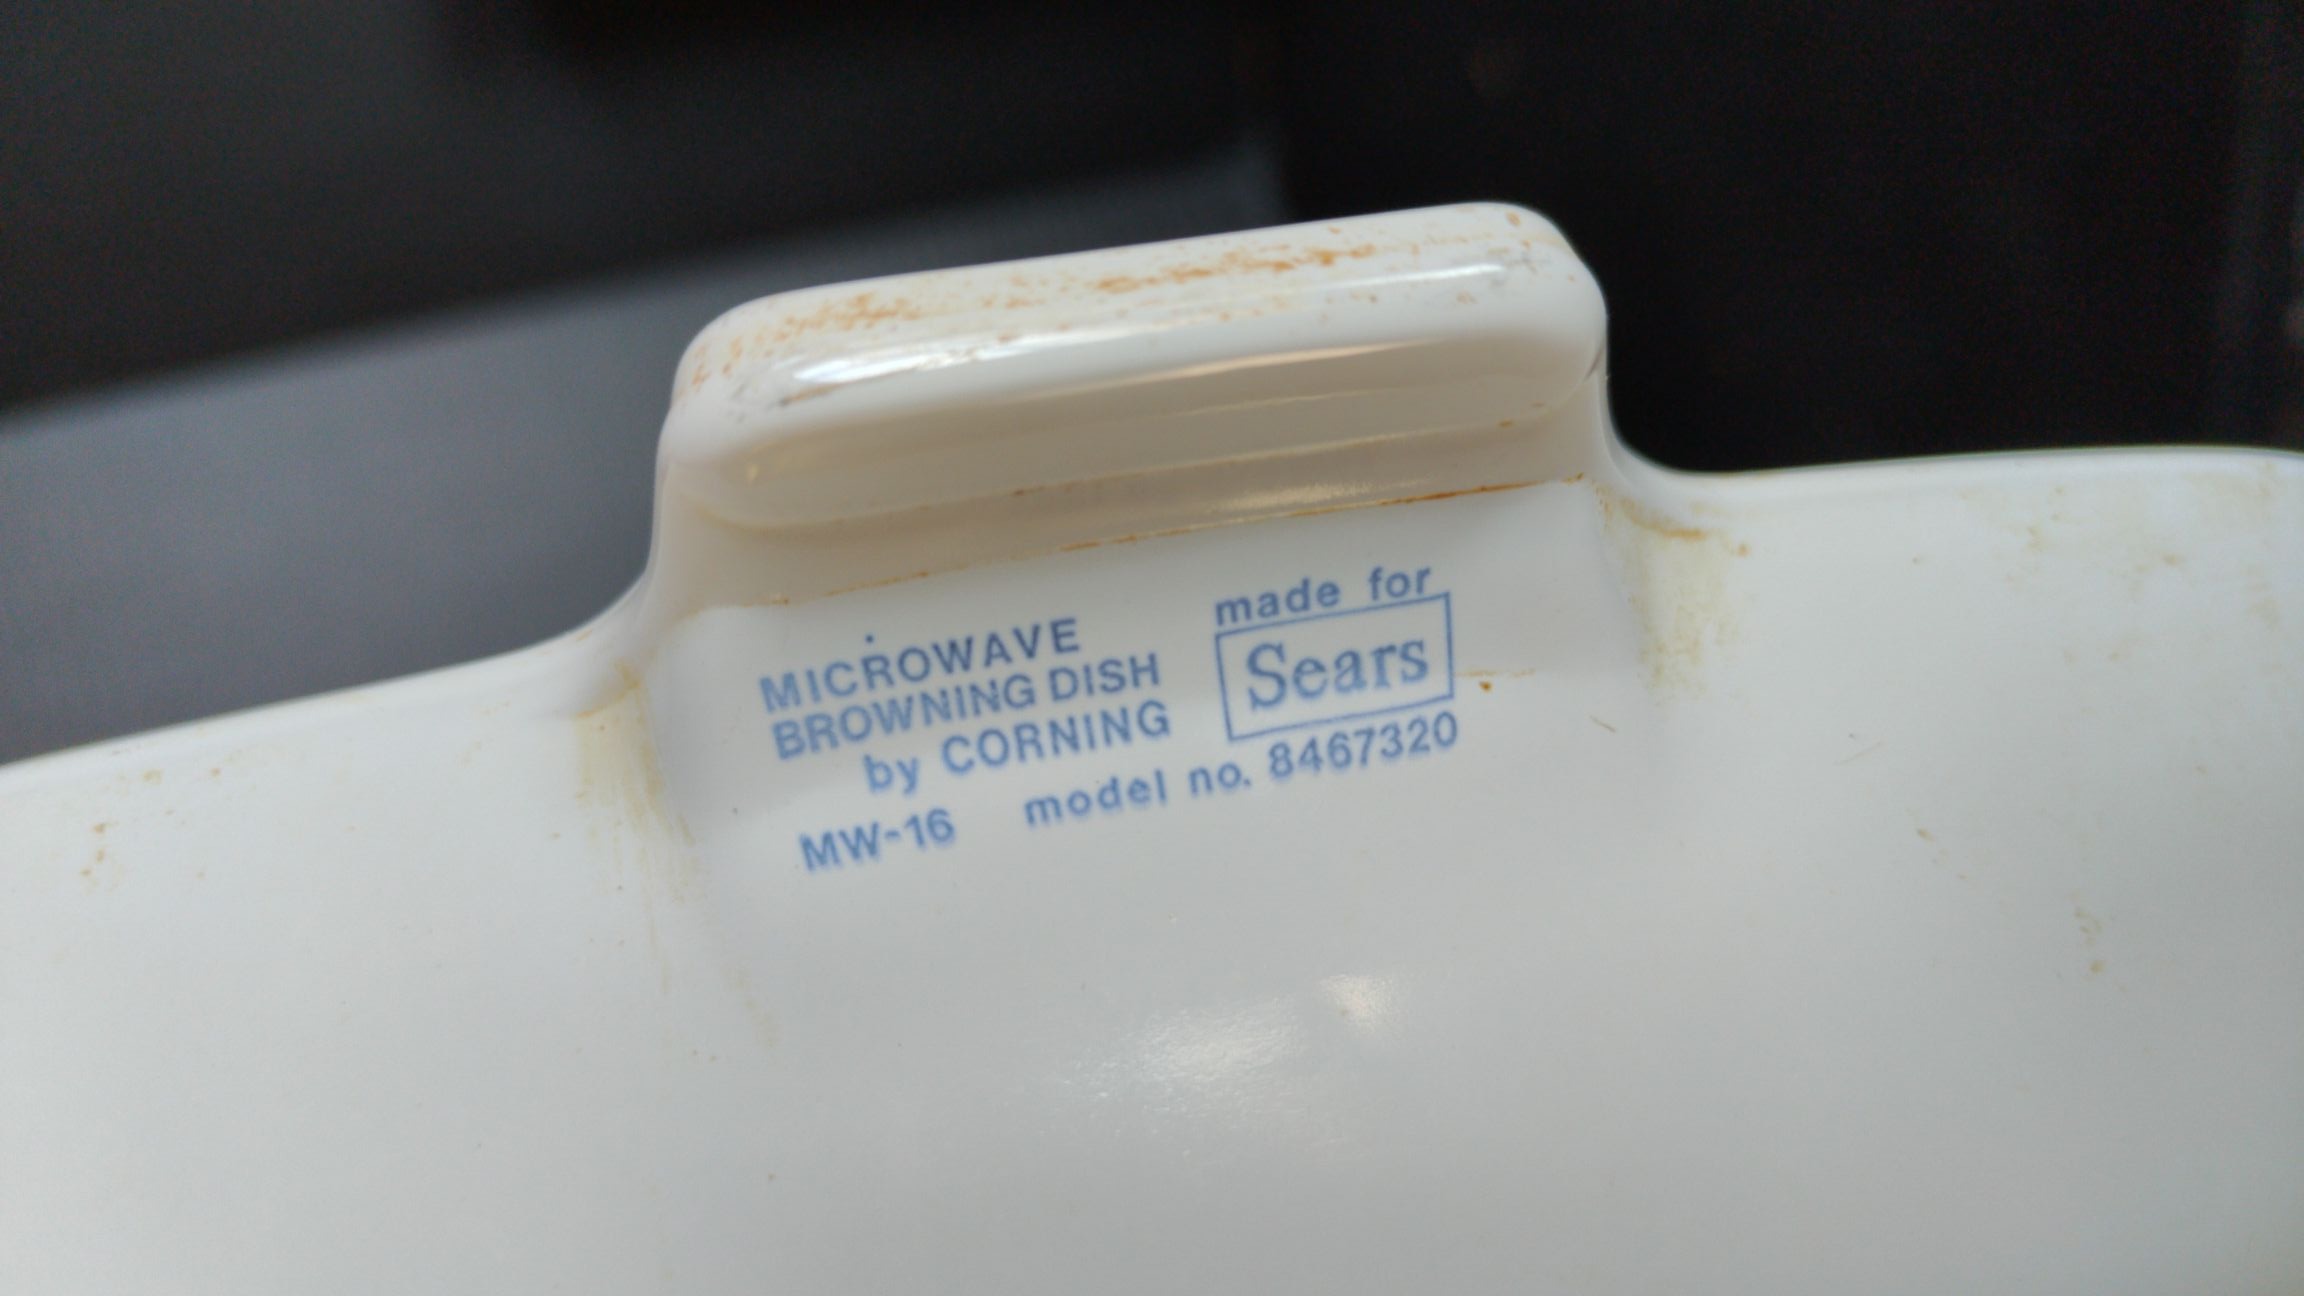 MICROWAVE
BROWNING DISH
by CORNING
MW-16
made for
Sears
model no. 8467320